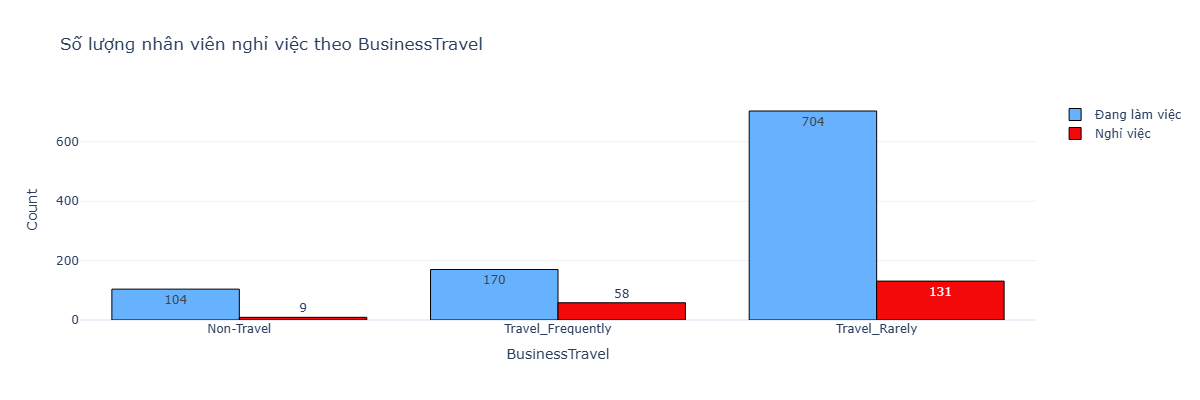 Số lượng nhân viên nghỉ việc theo BusinessTravel
Đang làm việc
Nghỉ việc
Count
600
400
200
0
104
9
170
58
704
131
Non-Travel
Travel_Frequently
Travel_Rarely
BusinessTravel